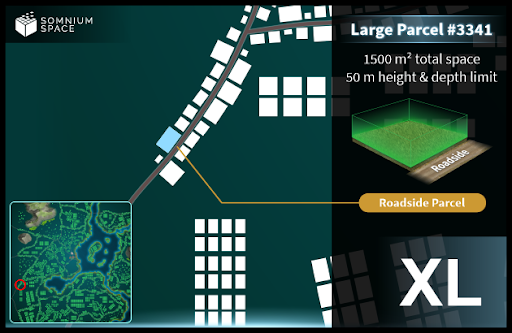 SOMNIUM
SPACE
Large Parcel #3341
1500 m² total space
50 m height & depth limit
Roadside
Roadside Parcel
XL